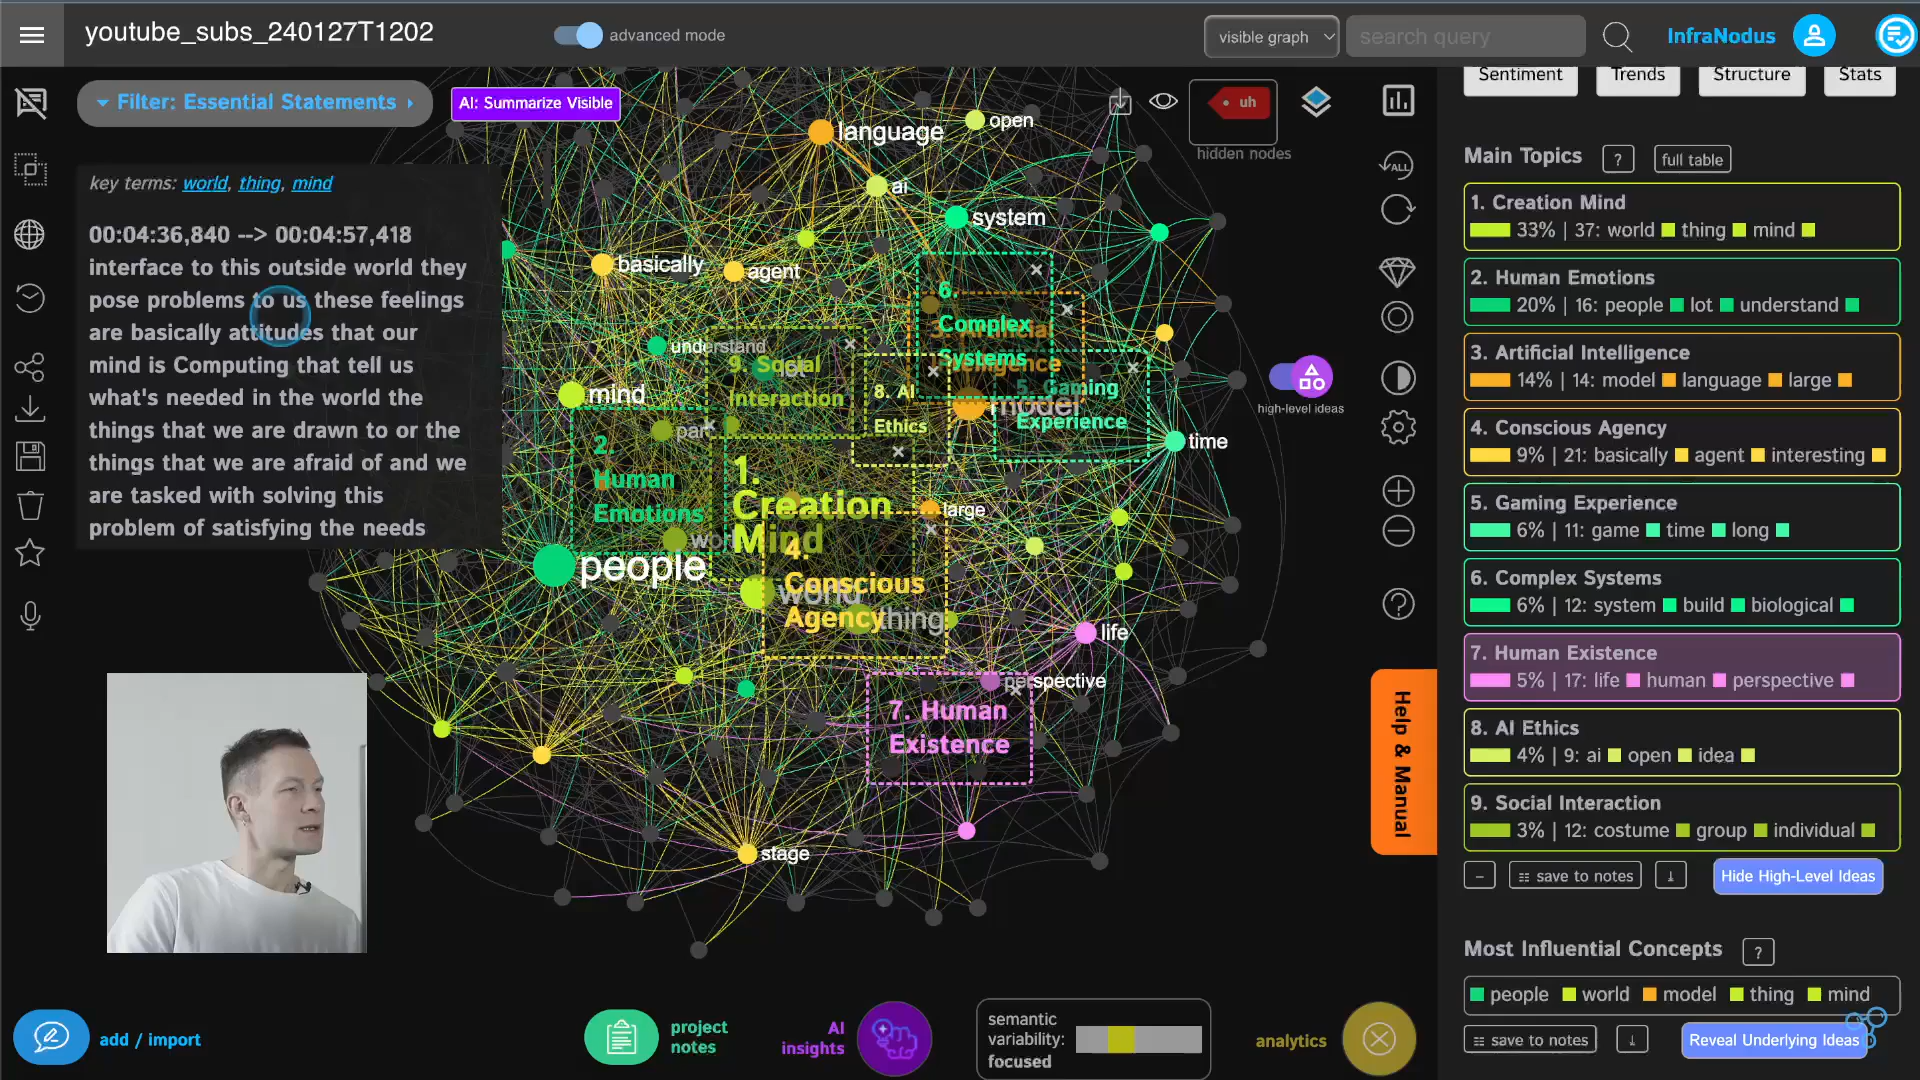 youtube_subs_240127T1202
advanced mode
visible graph
search query
InfraNodus
Filter: Essential Statements
AI: Summarize Visible
uh
hidden nodes
ALL
key terms: world, thing, mind
00:04:36,840 --> 00:04:57,418
interface to this outside world they
pose problems to us these feelings
are basically attitudes that our
mind is Computing that tell us
what's needed in the world the
things that we are drawn to or the
things that we are afraid of and we
are tasked with solving this
problem of satisfying the needs
language
open
ai
system
basically
agent
understand
mind
time
large
people
world
thing
life
perspective
stage
model
6.
Complex
Systems
9. Social
Interaction
8. AI
Ethics
5. Gaming
Experience
2.
Human
Emotions
1.
Creation
Mind
4.
Conscious
Agency
7. Human
Existence
high-level ideas
Help & Manual
Sentiment
Trends
Structure
Stats
Main Topics
?
full table
1. Creation Mind
33% | 37: world thing mind
2. Human Emotions
20% | 16: people lot understand
3. Artificial Intelligence
14% | 14: model language large
4. Conscious Agency
9% | 21: basically agent interesting
5. Gaming Experience
6% | 11: game time long
6. Complex Systems
6% | 12: system build biological
7. Human Existence
5% | 17: life human perspective
8. AI Ethics
4% | 9: ai open idea
9. Social Interaction
3% | 12: costume group individual
save to notes
Hide High-Level Ideas
Most Influential Concepts
?
people world model thing mind
save to notes
Reveal Underlying Ideas
add / import
project
notes
AI
insights
semantic
variability:
focused
analytics